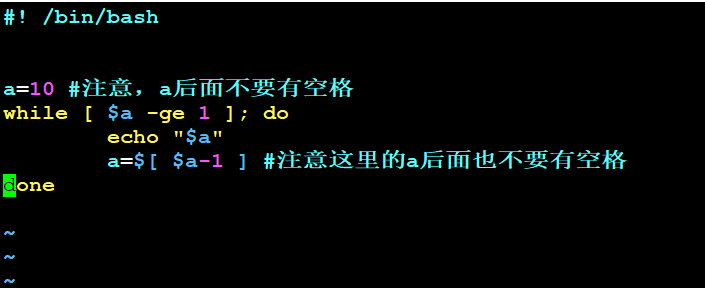 #! /bin/bash
a=10 #注意，a后面不要有空格
while [ $a -ge 1 ]; do
echo "$a"
a=$[ $a-1 ] #注意这里的a后面也不要有空格
done
~
~
~